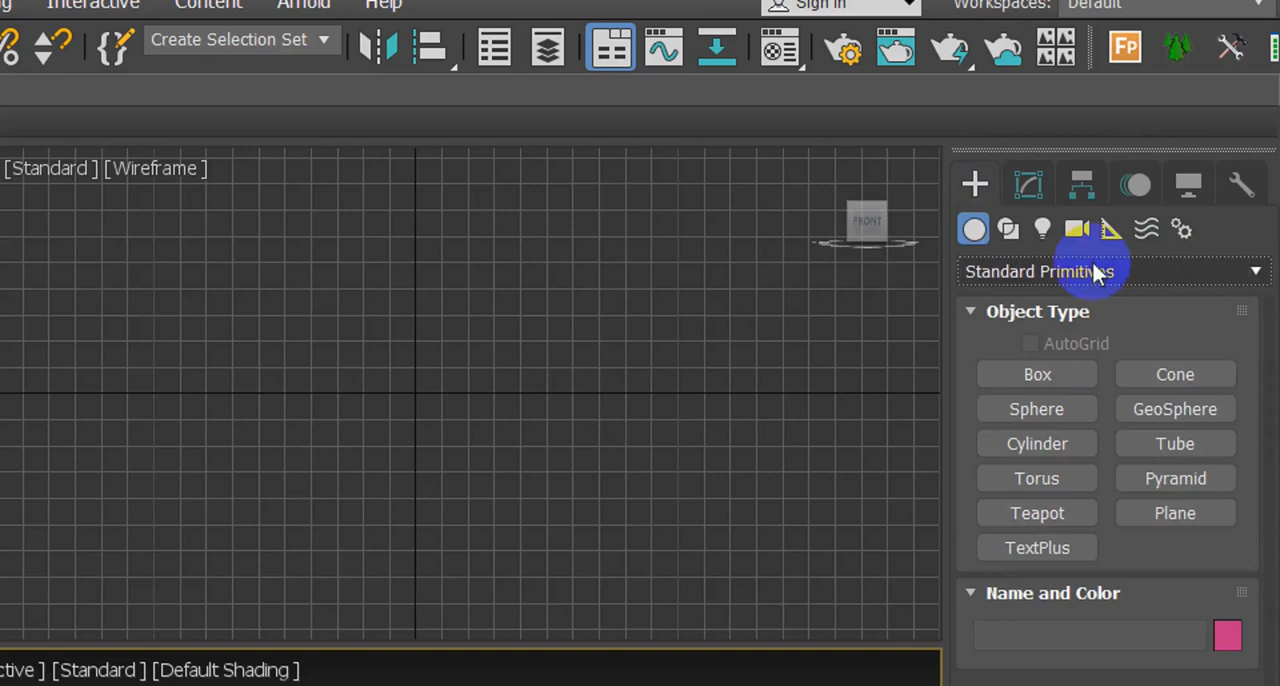 Interactive Content Arnold Help Sign In Workspaces: Default
Create Selection Set
Fp
[Standard ] [Wireframe ]
FRONT
Standard Primitives
Object Type
AutoGrid
Box Cone
Sphere GeoSphere
Cylinder Tube
Torus Pyramid
Teapot Plane
TextPlus
Name and Color
ctive ] [Standard ] [Default Shading ]